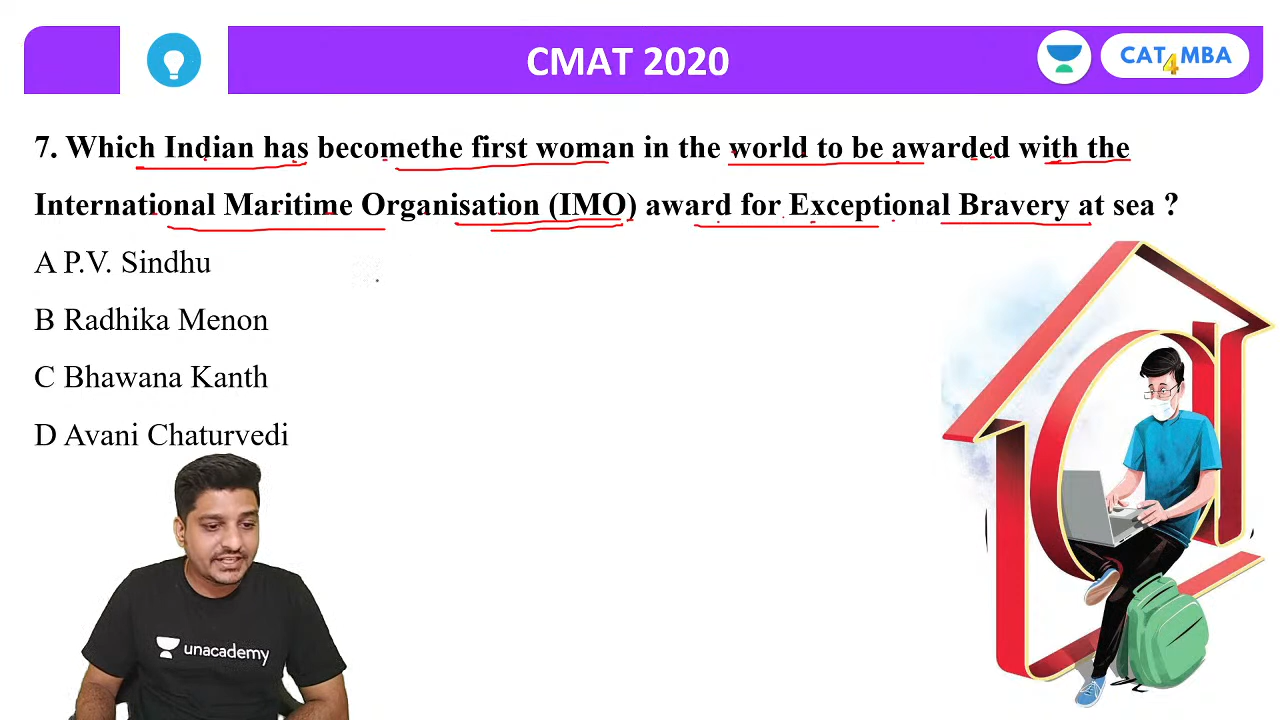 CMAT 2020
CAT4MBA
7. Which Indian has becomethe first woman in the world to be awarded with the
International Maritime Organisation (IMO) award for Exceptional Bravery at sea ?
A P.V. Sindhu
B Radhika Menon
C Bhawana Kanth
D Avani Chaturvedi
unacademy